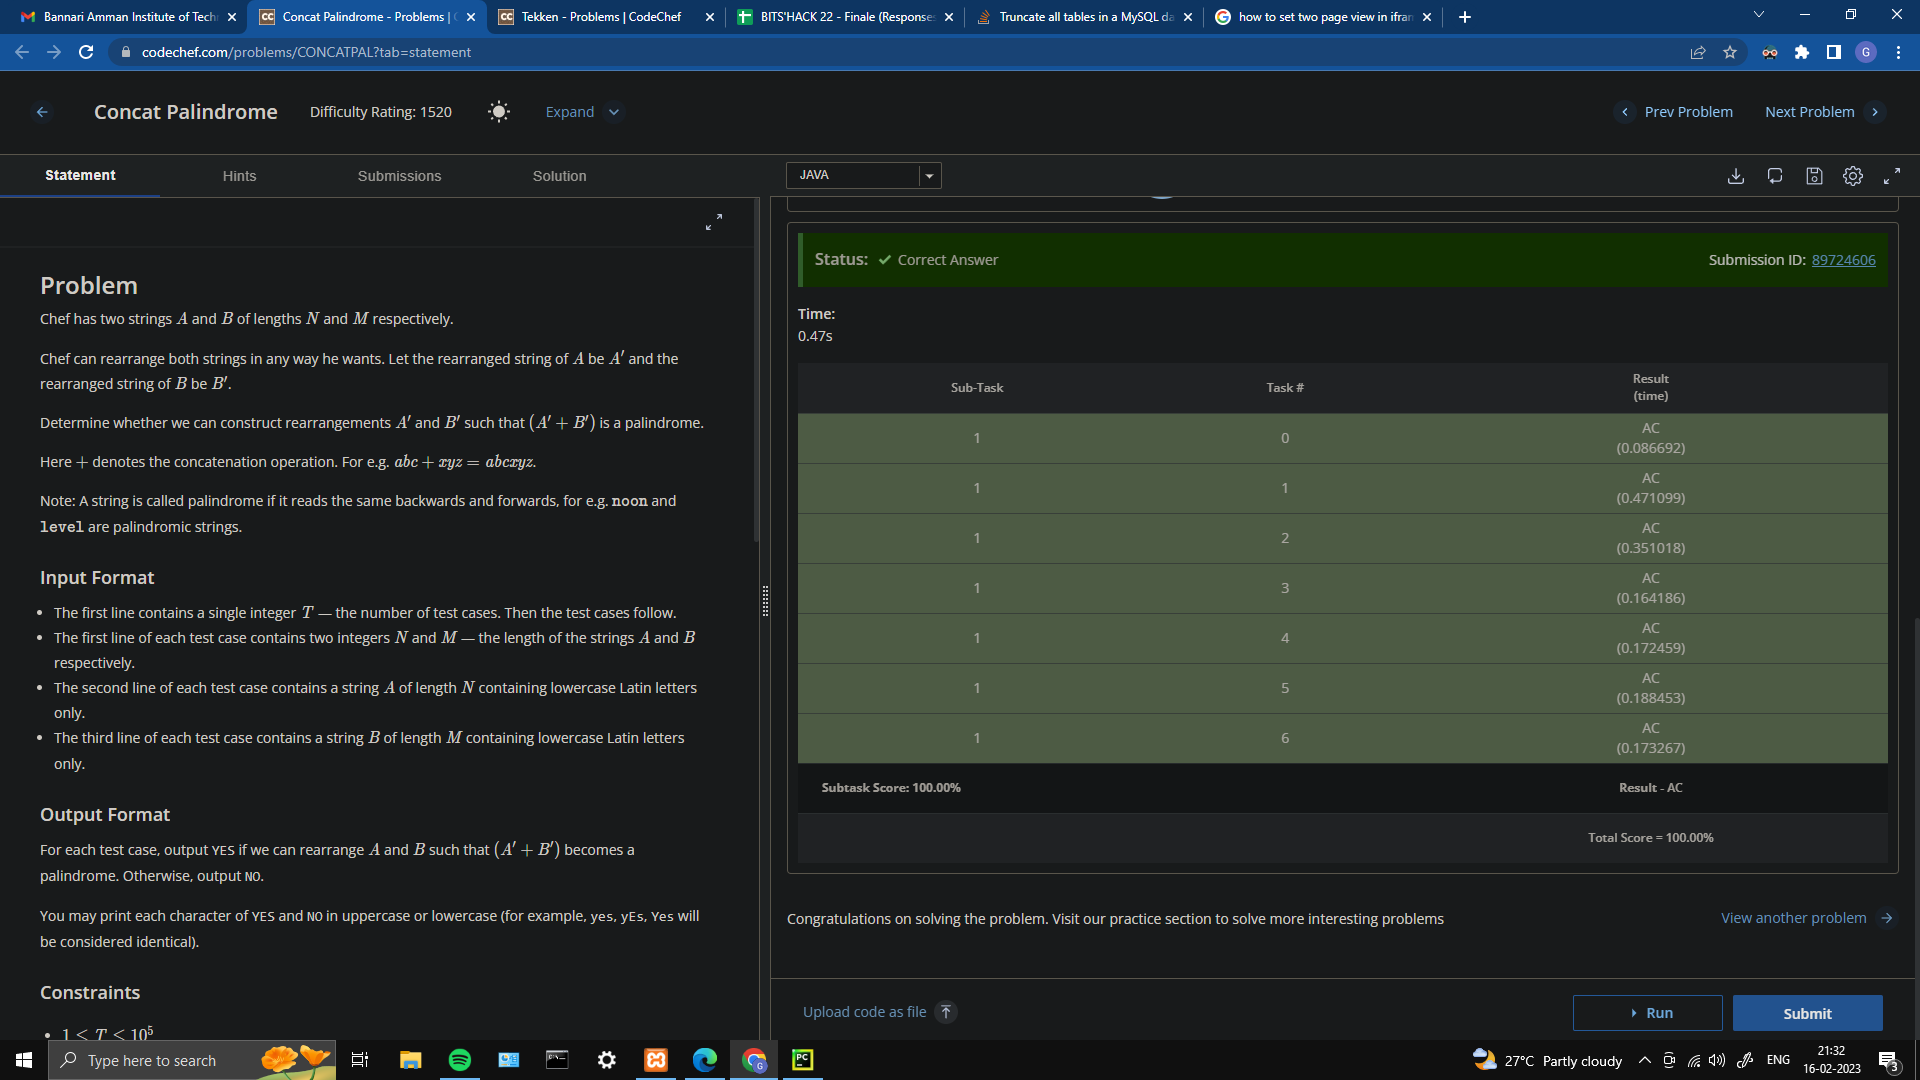 Bannari Amman Institute of Tech
Concat Palindrome - Problems |
Tekken - Problems | CodeChef
BITS'HACK 22 - Finale (Response
Truncate all tables in a MySQL da
how to set two page view in ifra
codechef.com/problems/CONCATPAL?tab=statement
G
Concat Palindrome
Difficulty Rating: 1520
Expand
Prev Problem
Next Problem
Statement
Hints
Submissions
Solution
JAVA
Problem
Chef has two strings A and B of lengths N and M respectively.
Chef can rearrange both strings in any way he wants. Let the rearranged string of A be A′ and the
rearranged string of B be B′.
Determine whether we can construct rearrangements A′ and B′ such that (A′ + B′) is a palindrome.
Here + denotes the concatenation operation. For e.g. abc + xyz = abcxyz.
Note: A string is called palindrome if it reads the same backwards and forwards, for e.g. noon and
level are palindromic strings.
Input Format
• The first line contains a single integer T — the number of test cases. Then the test cases follow.
• The first line of each test case contains two integers N and M — the length of the strings A and B
respectively.
• The second line of each test case contains a string A of length N containing lowercase Latin letters
only.
• The third line of each test case contains a string B of length M containing lowercase Latin letters
only.
Output Format
For each test case, output YES if we can rearrange A and B such that (A′ + B′) becomes a
palindrome. Otherwise, output NO.
You may print each character of YES and NO in uppercase or lowercase (for example, yes, yEs, Yes will
be considered identical).
Constraints
• 1 ≤ T ≤ 10⁵
Status: ✓ Correct Answer
Submission ID: 89724606
Time:
0.47s
Sub-Task
Task #
Result
(time)
1
0
AC
(0.086692)
1
1
AC
(0.471099)
1
2
AC
(0.351018)
1
3
AC
(0.164186)
1
4
AC
(0.172459)
1
5
AC
(0.188453)
1
6
AC
(0.173267)
Subtask Score: 100.00%
Result - AC
Total Score = 100.00%
Congratulations on solving the problem. Visit our practice section to solve more interesting problems
View another problem
Upload code as file
Run
Submit
Type here to search
PC
27°C Partly cloudy
ENG
21:32
16-02-2023
3